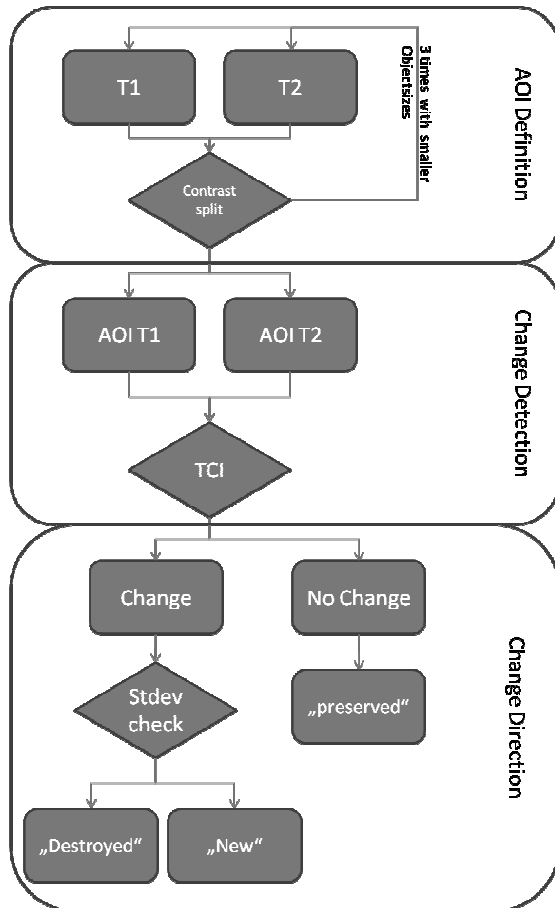 T1
T2
3 times with smaller
Objectsizes
AOI Definition
Contrast
split
AOI T1
AOI T2
Change Detection
TCI
Change
No Change
Change Direction
Stdev
check
„preserved“
„Destroyed“
„New“